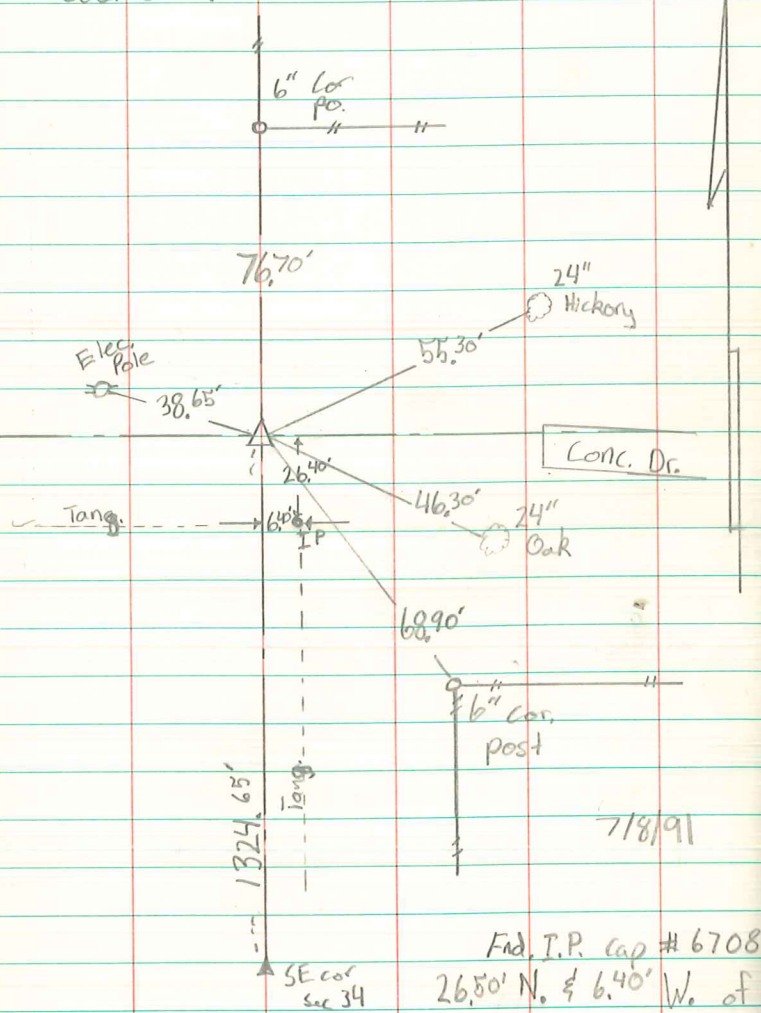 6" Cor
po.
76.70'
24"
Hickory
55.30'
Elec.
Pole
38.65'
Conc. Dr.
26.40'
46.30'
Tang.
6.40'
IP
24"
Oak
68.90'
6" cor.
post
1324.65'
Tang.
7/8/91
SE cor
sec 34
Fnd. I.P. cap # 6708
26.50' N. & 6.40' W. of